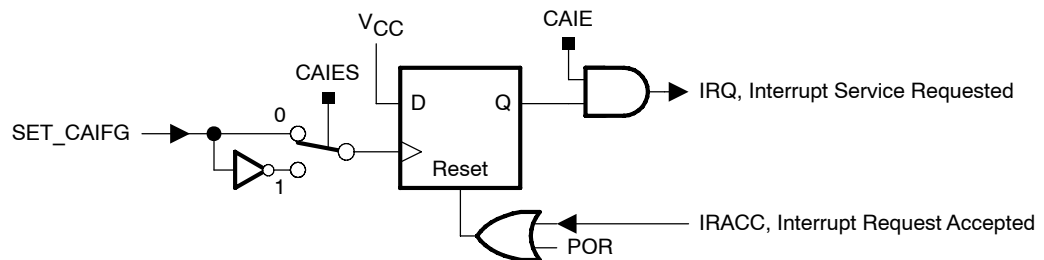 CAIE
VCC
CAIES
D
Q
IRQ, Interrupt Service Requested
0
SET_CAIFG
Reset
1
IRACC, Interrupt Request Accepted
POR